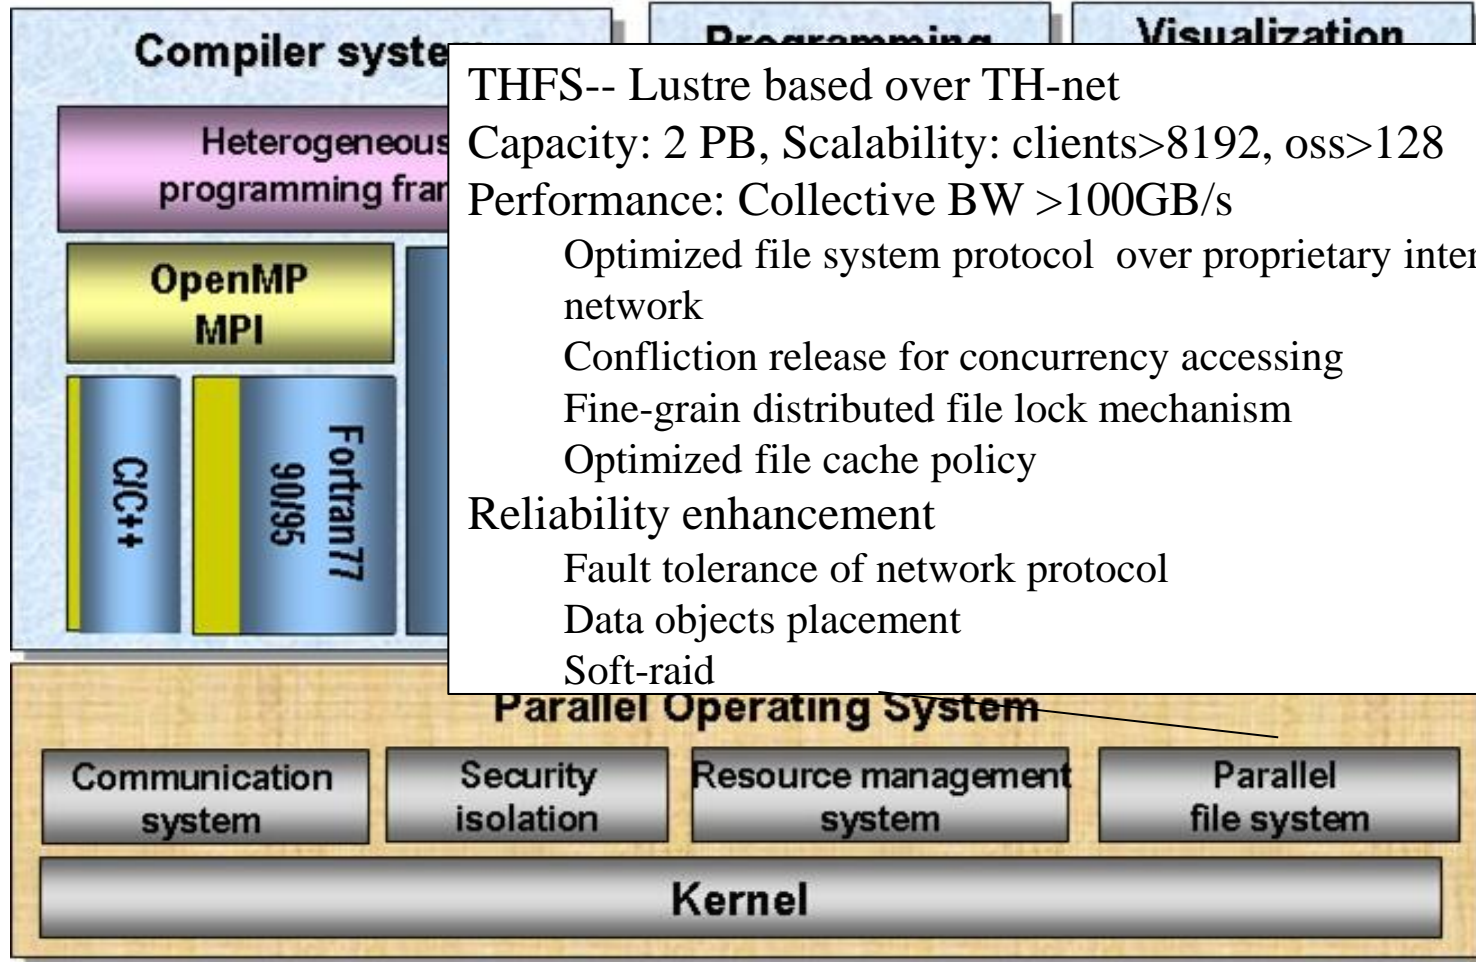 Compiler
Programming
Visualization
THFS-- Lustre based over TH-net
Capacity: 2 PB, Scalability: clients>8192, oss>128
Performance: Collective BW >100GB/s
Optimized file system protocol over proprietary
network
Confliction release for concurrency accessing
Fine-grain distributed file lock mechanism
Optimized file cache policy
Reliability enhancement
Fault tolerance of network protocol
Data objects placement
Soft-raid
Heterogeneous
programming
OpenMP
MPI
C/C++
Fortran77
90/95
Parallel Operating System
Communication
system
Security
isolation
Resource management
system
Parallel
file system
Kernel